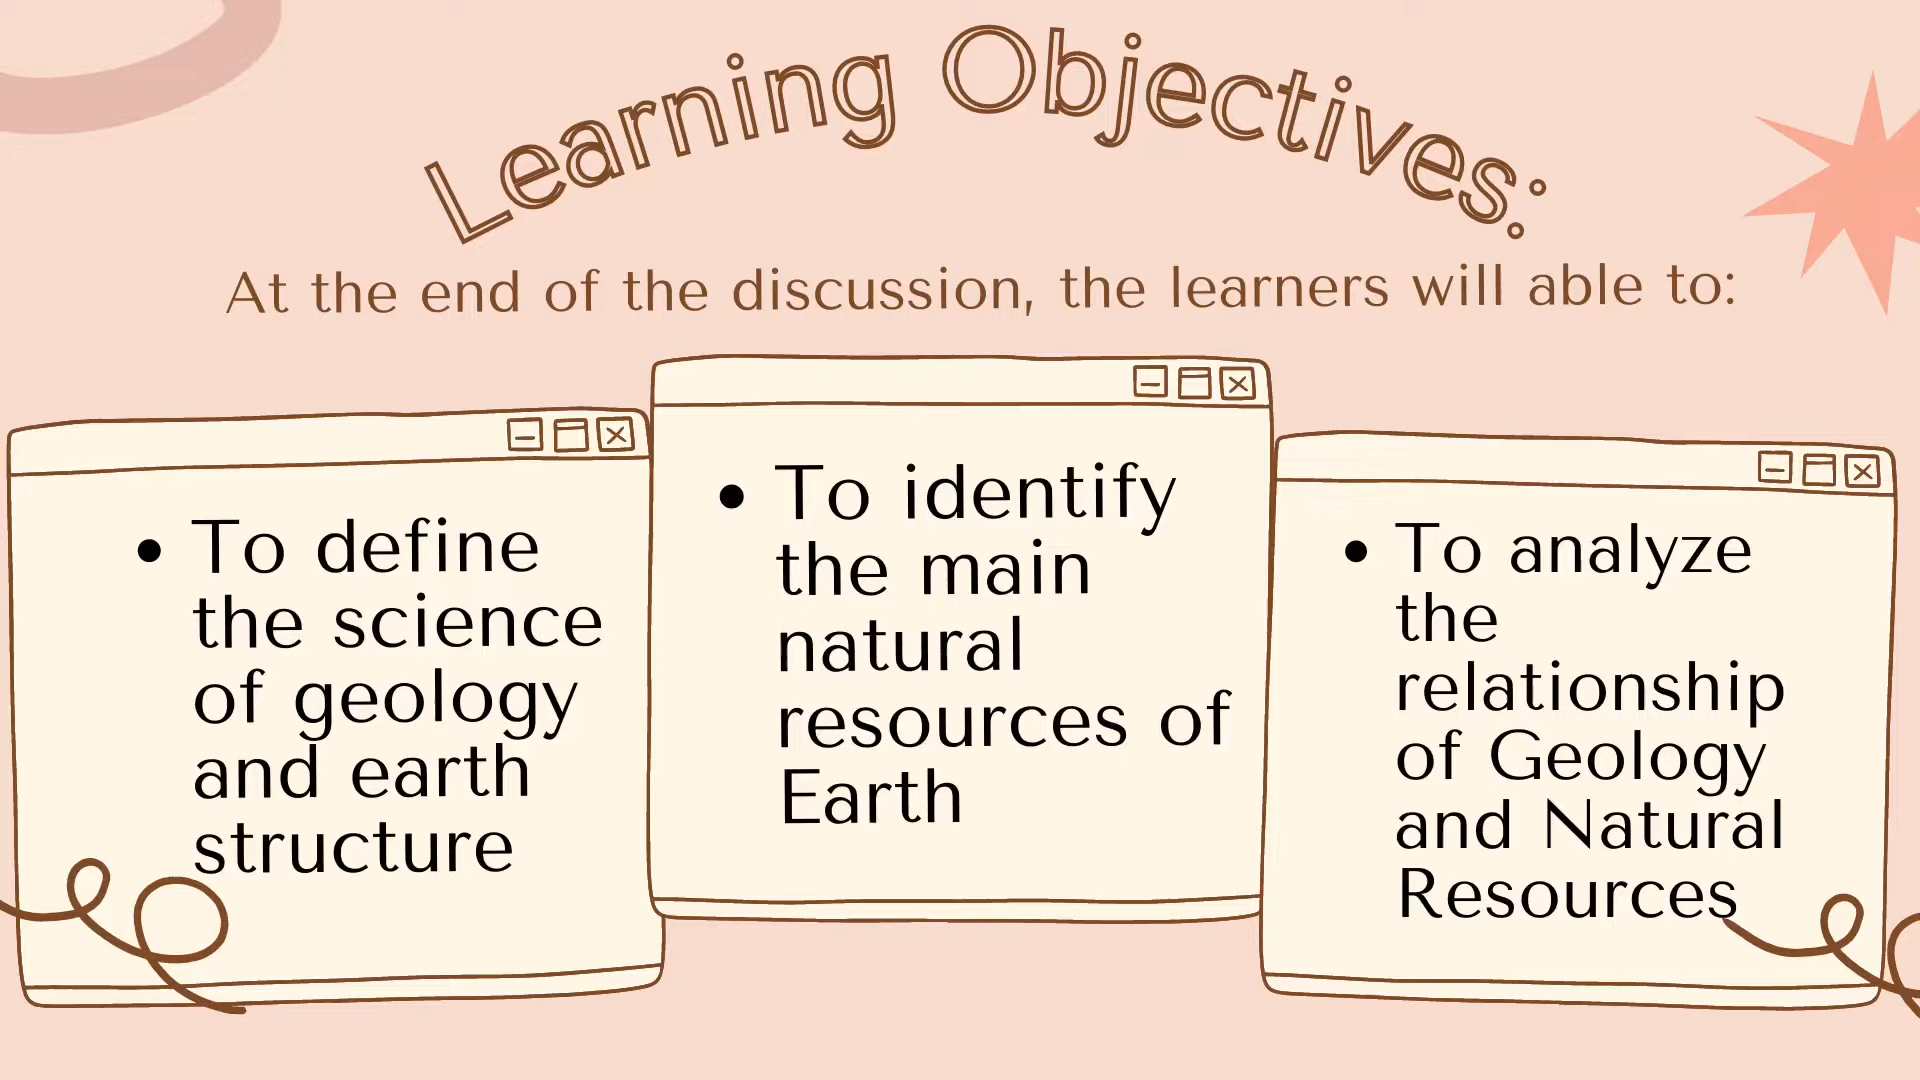 Learning Objectives:
At the end of the discussion, the learners will able to:
• To define
the science
of geology
and earth
structure
• To identify
the main
natural
resources of
Earth
• To analyze
the
relationship
of Geology
and Natural
Resources